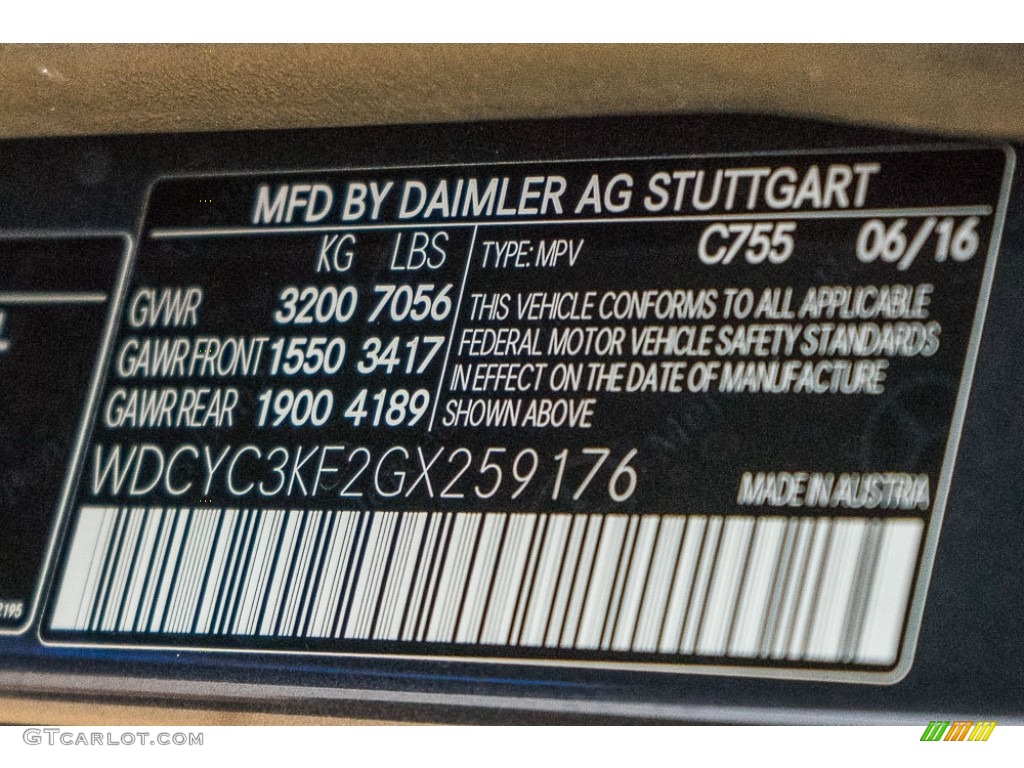 MFD BY DAIMLER AG STUTTGART
KG LBS
TYPE: MPV C755 06/16
GVWR 3200 7056
GAWR FRONT 1550 3417
GAWR REAR 1900 4189
THIS VEHICLE CONFORMS TO ALL APPLICABLE
FEDERAL MOTOR VEHICLE SAFETY STANDARDS
IN EFFECT ON THE DATE OF MANUFACTURE
SHOWN ABOVE
WDCYC3KF2GX259176
MADE IN AUSTRIA
2195
GTCARLOT.COM